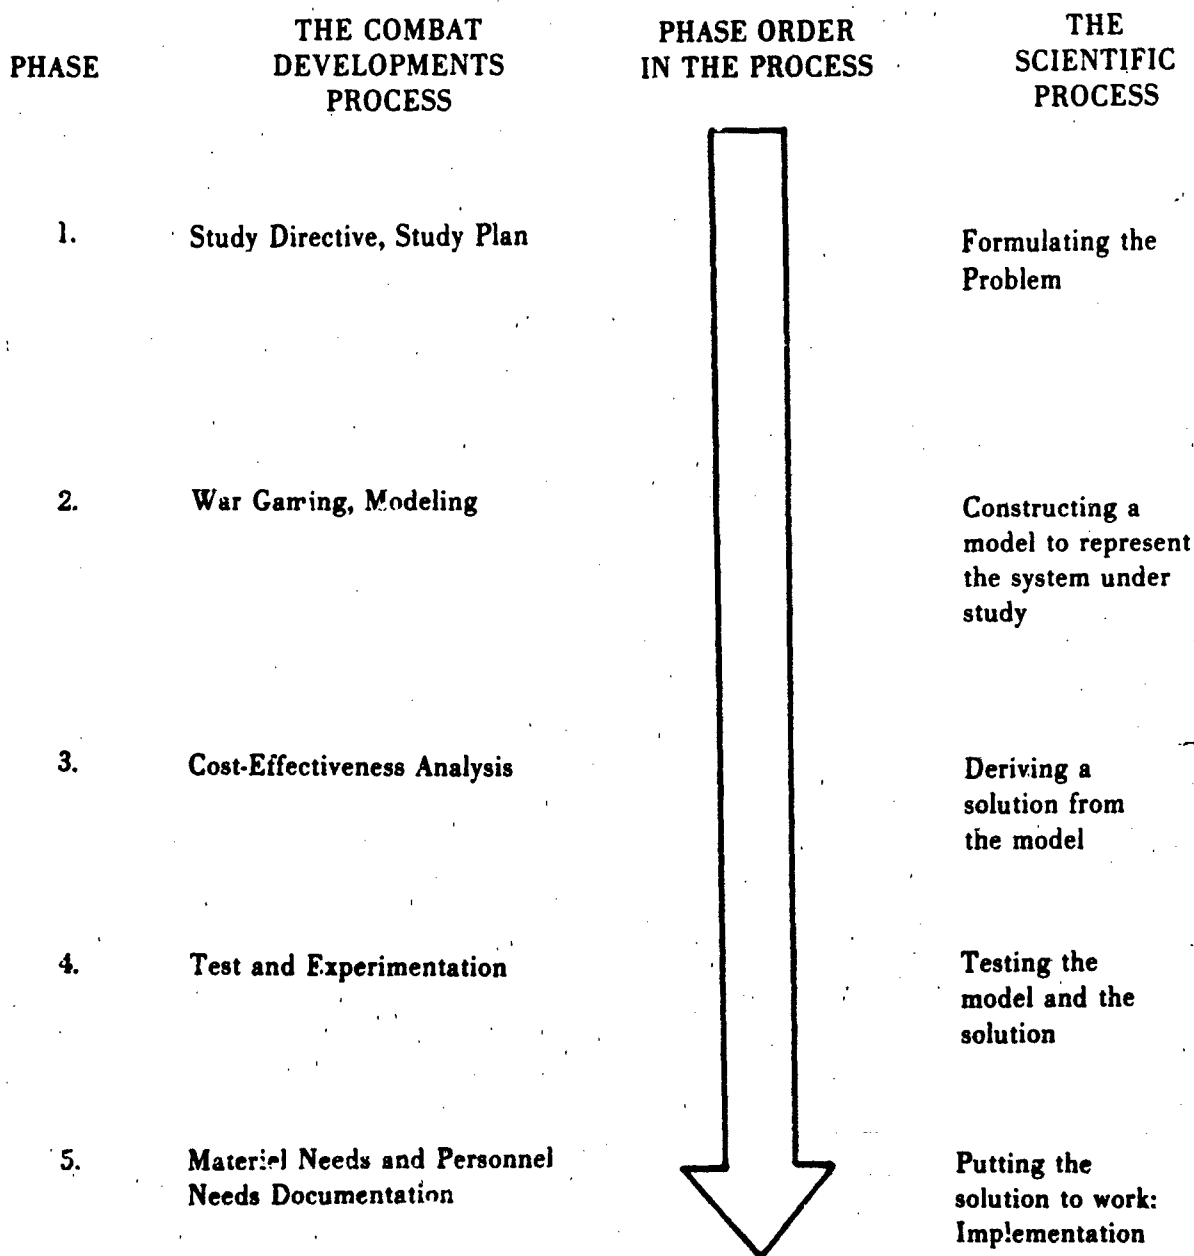 PHASE
THE COMBAT
DEVELOPMENTS
PROCESS
PHASE ORDER
IN THE PROCESS
THE
SCIENTIFIC
PROCESS
1.
Study Directive, Study Plan
Formulating the
Problem
2.
War Gaming, Modeling
Constructing a
model to represent
the system under
study
3.
Cost-Effectiveness Analysis
Deriving a
solution from
the model
4.
Test and Experimentation
Testing the
model and the
solution
5.
Materiel Needs and Personnel
Needs Documentation
Putting the
solution to work:
Implementation